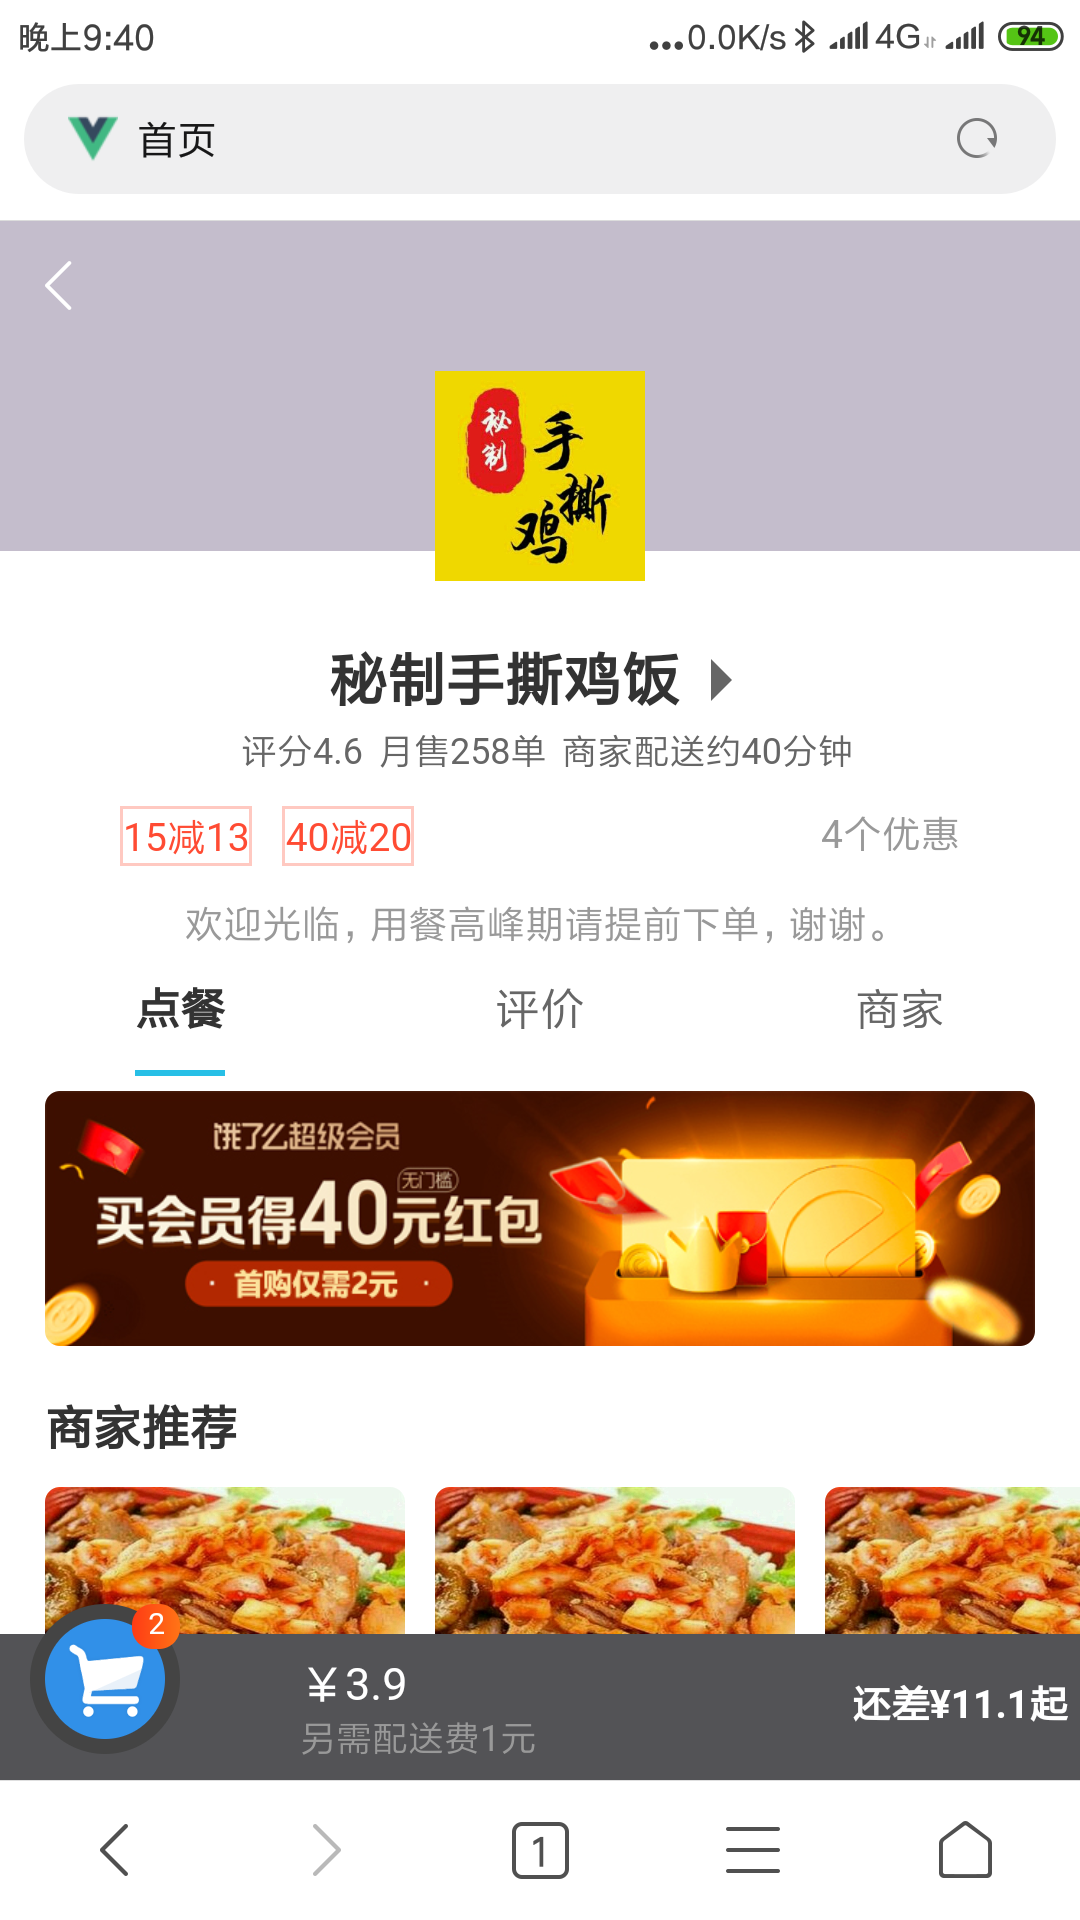 晚上9:40
...0.0K/s 4G 94
首页
秘制
手撕鸡
秘制手撕鸡饭
评分4.6 月售258单 商家配送约40分钟
15减13 40减20 4个优惠
欢迎光临,用餐高峰期请提前下单,谢谢。
点餐 评价 商家
饿了么超级会员
无门槛
买会员得40元红包
· 首购仅需2元 ·
商家推荐
2
￥3.9
还差¥11.1起
另需配送费1元
1